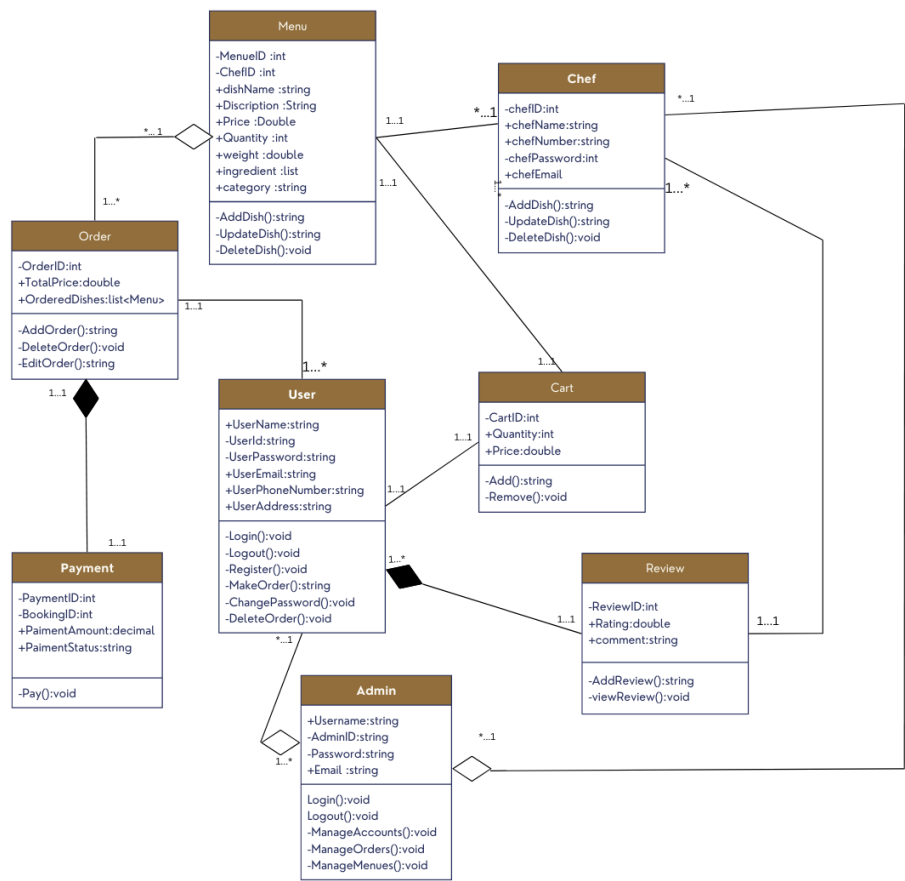 Menu
-MenueID :int
-ChefID :int
+dishName :string
+Discription :String
+Price :Double
+Quantity :int
+weight :double
+ingredient :list
+category :string
-AddDish():string
-UpdateDish():string
-DeleteDish():void
Chef
-chefID:int
+chefName:string
+chefNumber:string
-chefPassword:int
+chefEmail
-AddDish():string
-UpdateDish():string
-DeleteDish():void
*...1
1...1
*...1
*...1
1...1
1...*
1...*
1...*
Order
-OrderID:int
+TotalPrice:double
+OrderedDishes:list<Menu>
-AddOrder():string
-DeleteOrder():void
-EditOrder():string
1...1
1...*
1...1
1...1
User
+UserName:string
-UserId:string
-UserPassword:string
+UserEmail:string
+UserPhoneNumber:string
+UserAddress:string
-Login():void
-Logout():void
-Register():void
-MakeOrder():string
-ChangePassword():void
-DeleteOrder():void
Cart
-CartID:int
+Quantity:int
+Price:double
-Add():string
-Remove():void
1...1
1...1
1...1
1...*
1...1
1...1
Payment
-PaymentID:int
-BookingID:int
+PaimentAmount:decimal
+PaimentStatus:string
-Pay():void
Review
-ReviewID:int
+Rating:double
+comment:string
-AddReview():string
-viewReview():void
*...1
1...*
*...1
Admin
+Username:string
-AdminID:string
-Password:string
+Email :string
Login():void
Logout():void
-ManageAccounts():void
-ManageOrders():void
-ManageMenues():void